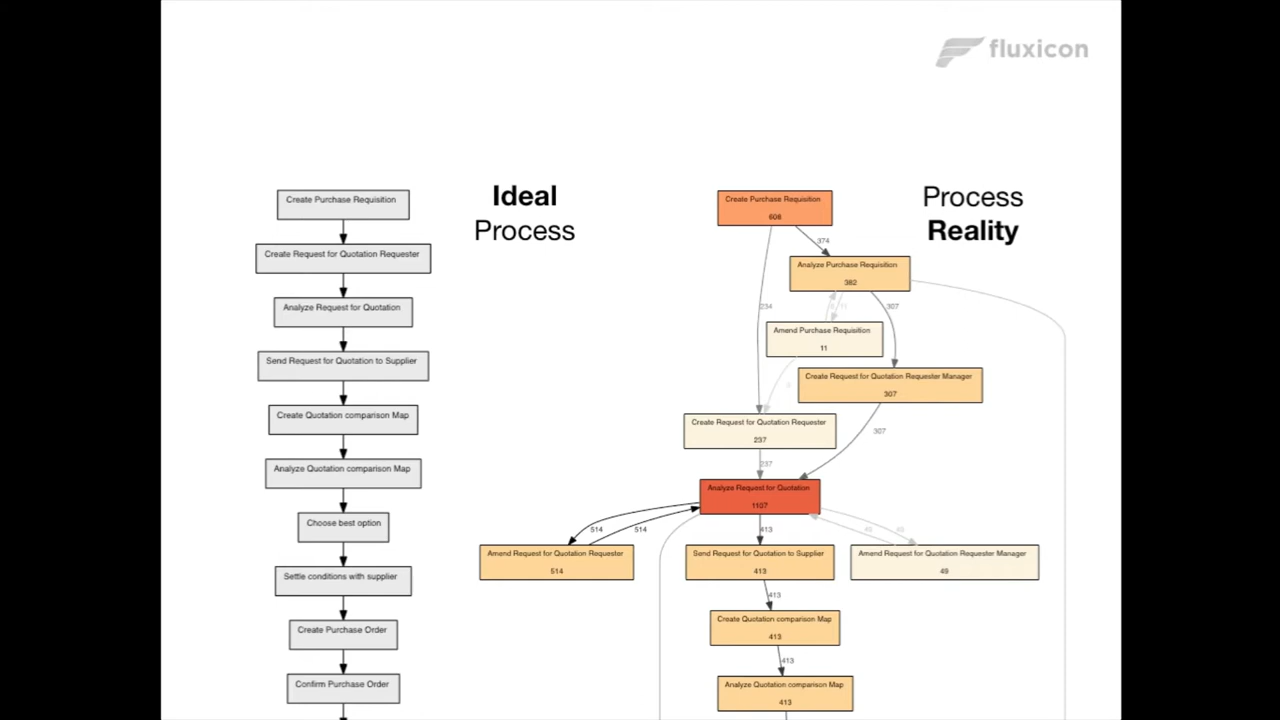 fluxicon
Ideal
Process
Process
Reality
Create Purchase Requisition
Create Request for Quotation Requester
Analyze Request for Quotation
Send Request for Quotation to Supplier
Create Quotation comparison Map
Analyze Quotation comparison Map
Choose best option
Settle conditions with supplier
Create Purchase Order
Confirm Purchase Order
Create Purchase Requisition
608
374
Analyze Purchase Requisition
382
234
11
307
Amend Purchase Requisition
11
Create Request for Quotation Requester Manager
307
Create Request for Quotation Requester
237
307
237
Analyze Request for Quotation
1107
514
514
413
Amend Request for Quotation Requester
514
Send Request for Quotation to Supplier
413
Amend Request for Quotation Requester Manager
49
413
Create Quotation comparison Map
413
413
Analyze Quotation comparison Map
413